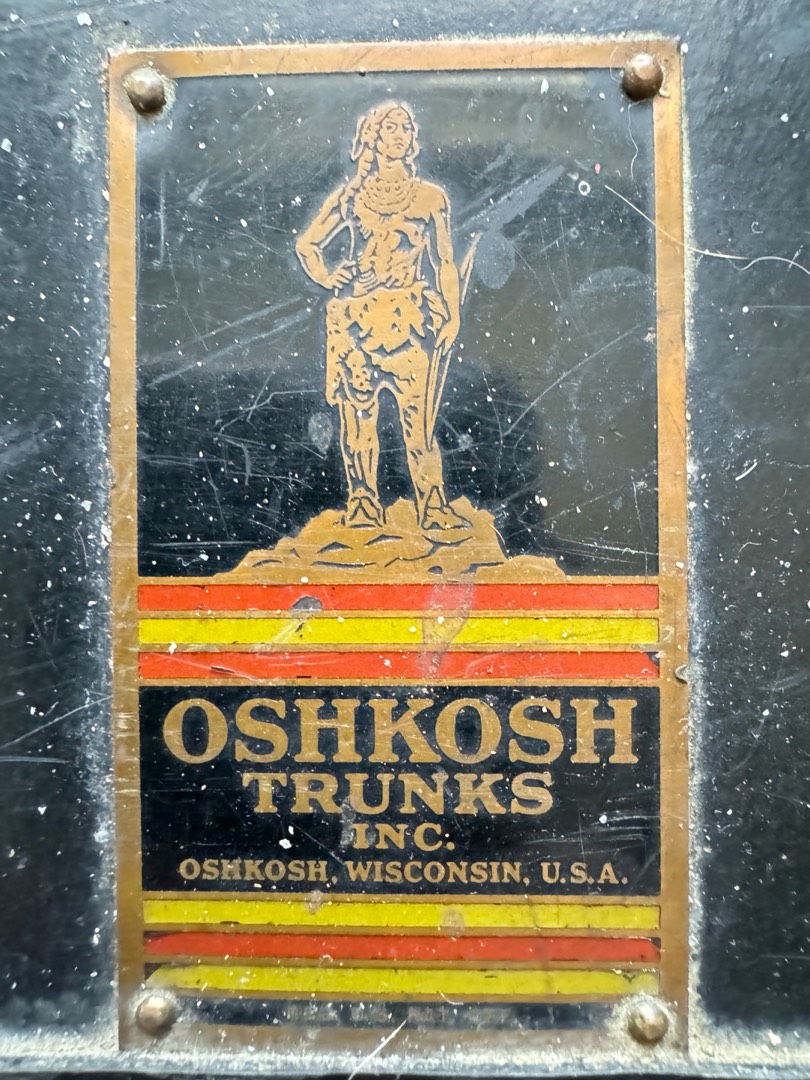 OSHKOSH
TRUNKS
INC.
OSHKOSH, WISCONSIN, U.S.A.